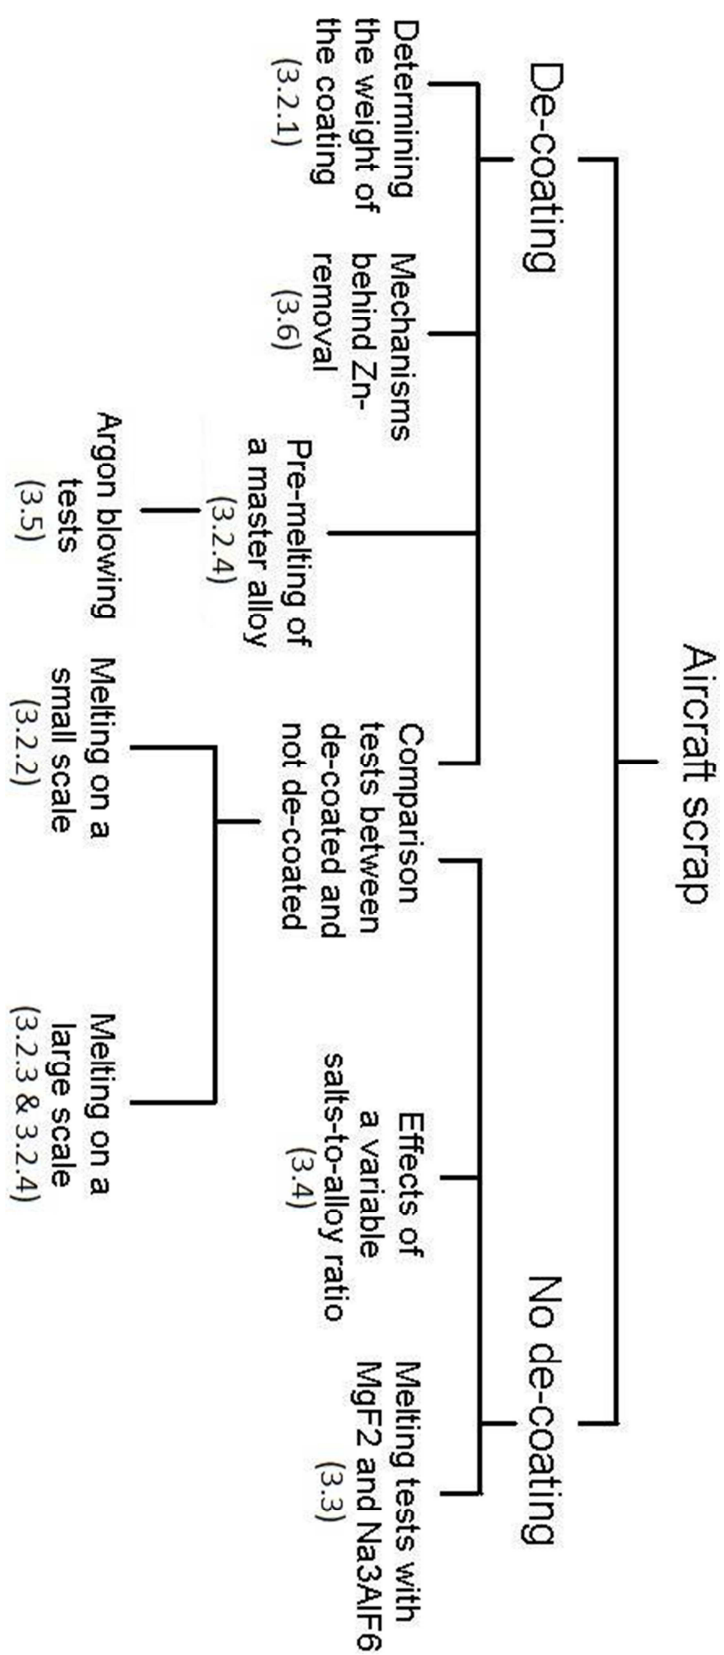 Aircraft scrap
De-coating
No de-coating
Determining
the weight of
the coating
(3.2.1)
Mechanisms
behind Zn-
removal
(3.6)
Pre-melting of
a master alloy
(3.2.4)
Comparison
tests between
de-coated and
not de-coated
Effects of
a variable
salts-to-alloy ratio
(3.4)
Melting tests with
MgF2 and Na3AlF6
(3.3)
Argon blowing
tests
(3.5)
Melting on a
small scale
(3.2.2)
Melting on a
large scale
(3.2.3 & 3.2.4)